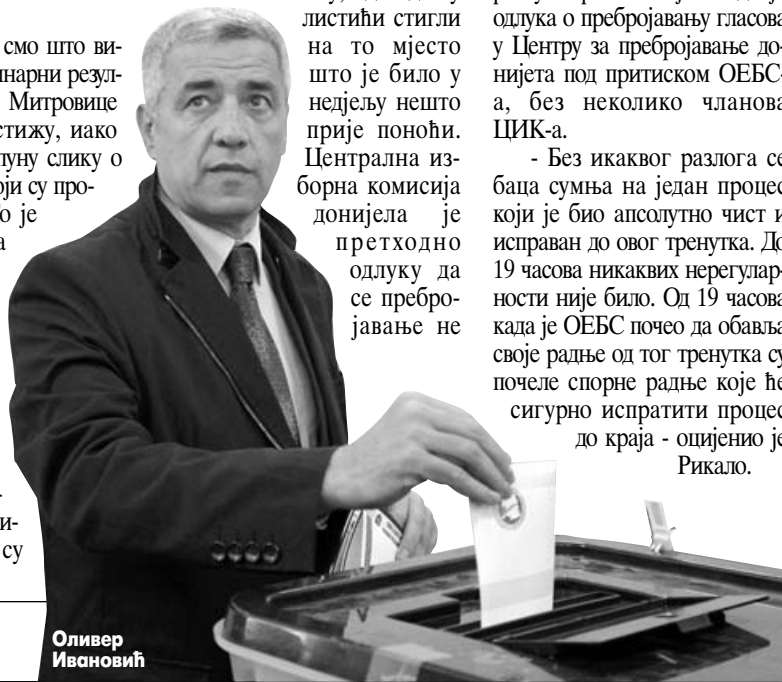 смо што ви-
Митровице
стижу, иако
слику о
оји су про-
је
су
листићи стигли
на то мјесто
што је било у
недјељу нешто
прије поноћи.
Централна из-
борна комисија
донијела је
претходно
одлуку да
се пребро-
јавање не
одлука о пребројавању гласова
у Центру за пребројавање до-
нијета под притиском ОЕБС-
а, без неколико чланова
ЦИК-а.
- Без икаквог разлога се
баца сумња на један процес
који је био апсолутно чист и
исправан до овог тренутка. До
19 часова никаквих нерегулар-
ности није било. Од 19 часова
када је ОЕБС почео да обавља
своје радње од тог тренутка су
почеле спорне радње које ће
сигурно испратити процес
до краја - оцијенио је
Рикало.
Оливер
Ивановић